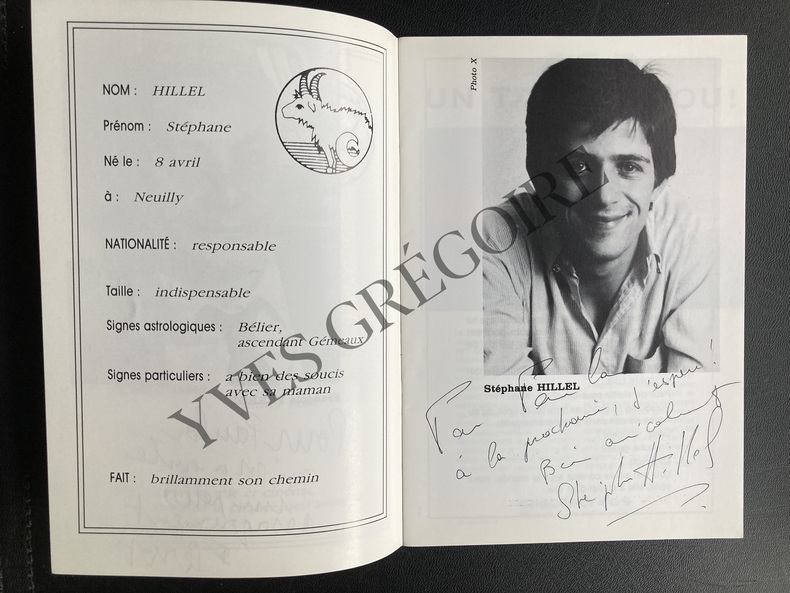 NOM : HILLEL
Prénom : Stéphane
Né le : 8 avril
à : Neuilly
NATIONALITÉ : responsable
Taille : indispensable
Signes astrologiques : Bélier,
ascendant Gémeaux
Signes particuliers : a bien des soucis
avec sa maman
FAIT : brillamment son chemin
Photo X
Stéphane HILLEL
à la prochaine, j'espère !
Bien amicalement
Stéphane Hillel
YVES GRÉGOIRE